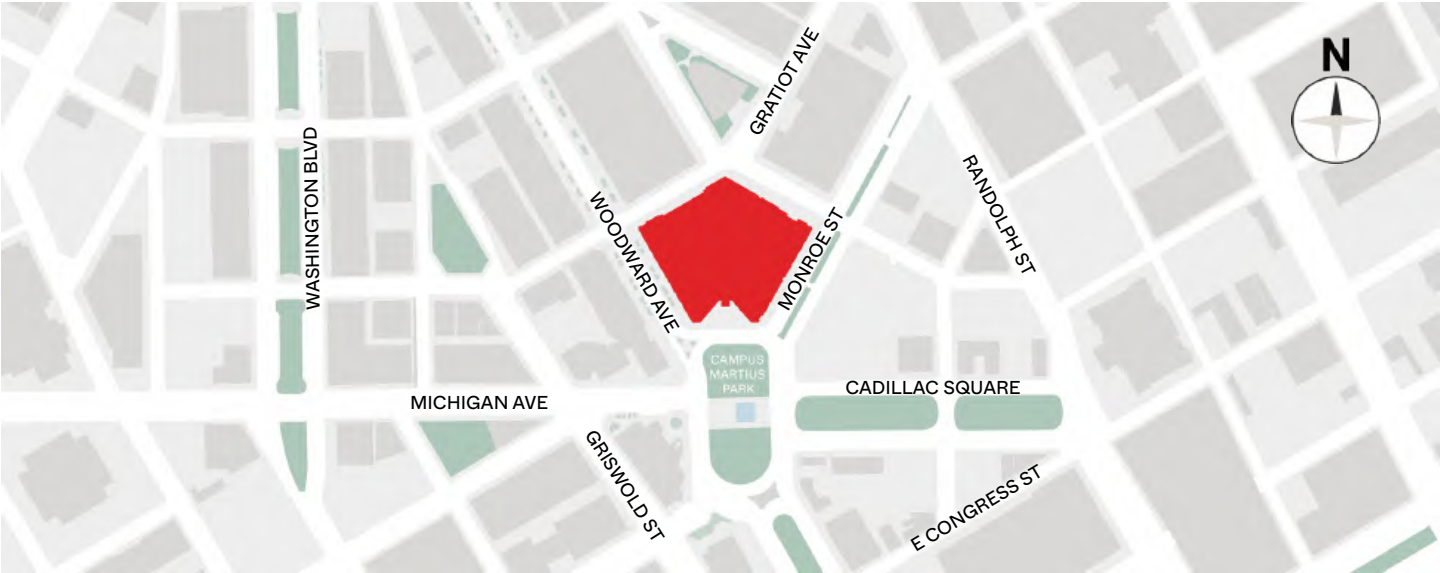 N
GRATIOT AVE
WASHINGTON BLVD
RANDOLPH ST
WOODWARD AVE
MONROE ST
CAMPUS
MARTIUS
PARK
CADILLAC SQUARE
MICHIGAN AVE
GRISWOLD ST
E CONGRESS ST